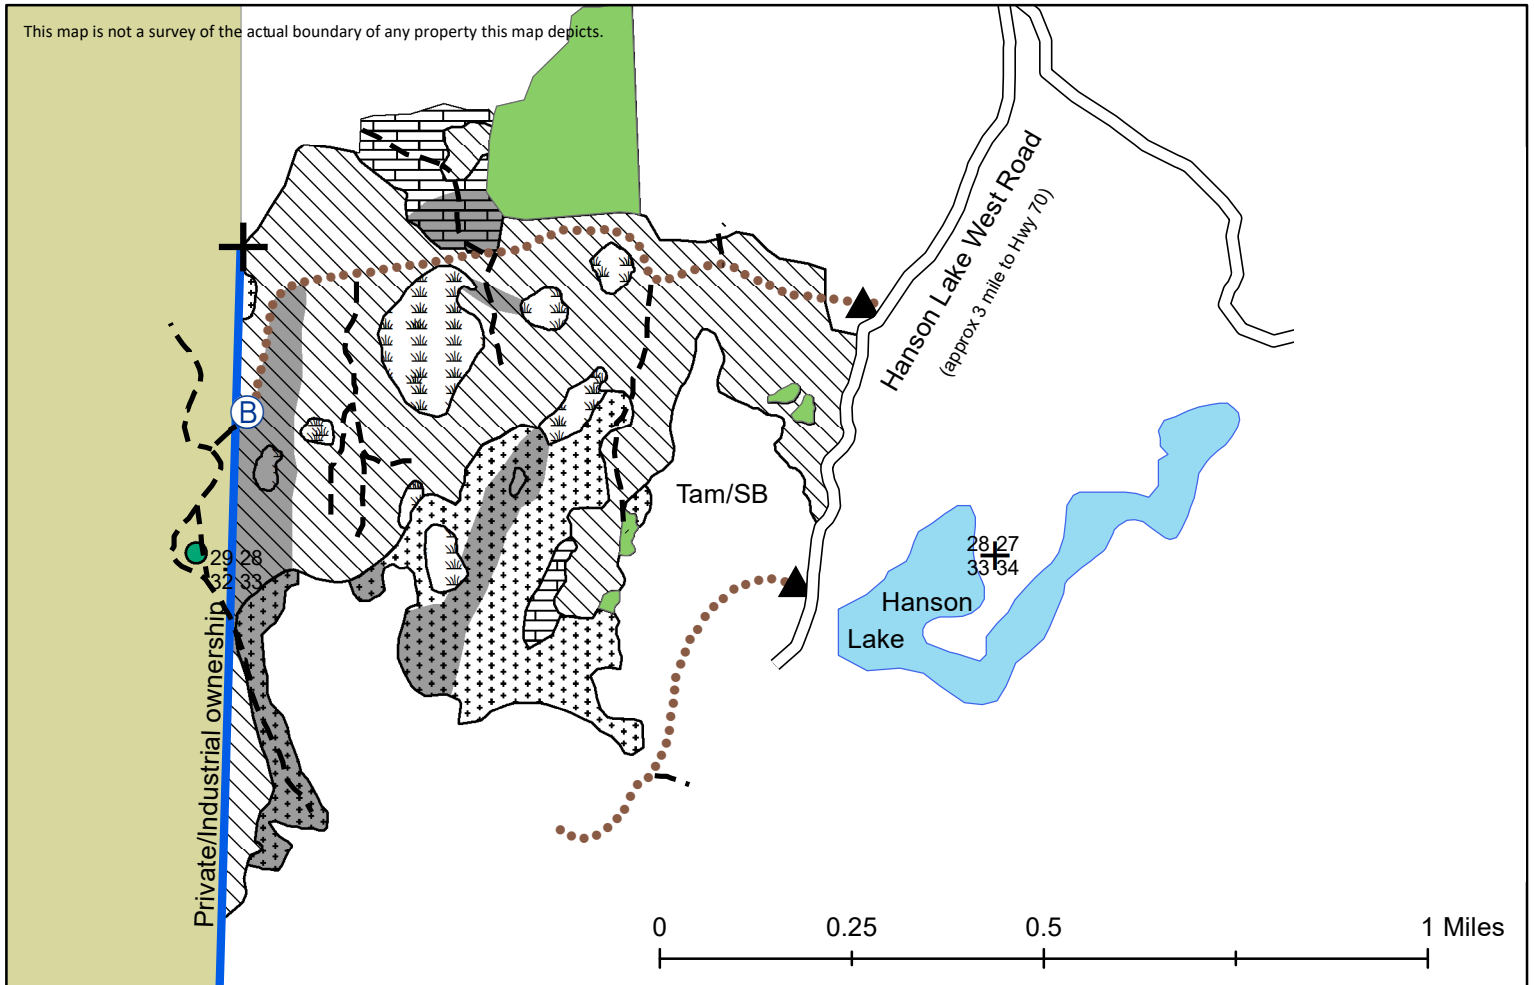 This map is not a survey of the actual boundary of any property this map depicts.
Hanson Lake West Road
(approx 3 mile to Hwy 70)
B
Tam/SB
29 28
32 33
28 27
33 34
Hanson
Lake
Private/Industrial ownership
0 0.25 0.5 1 Miles